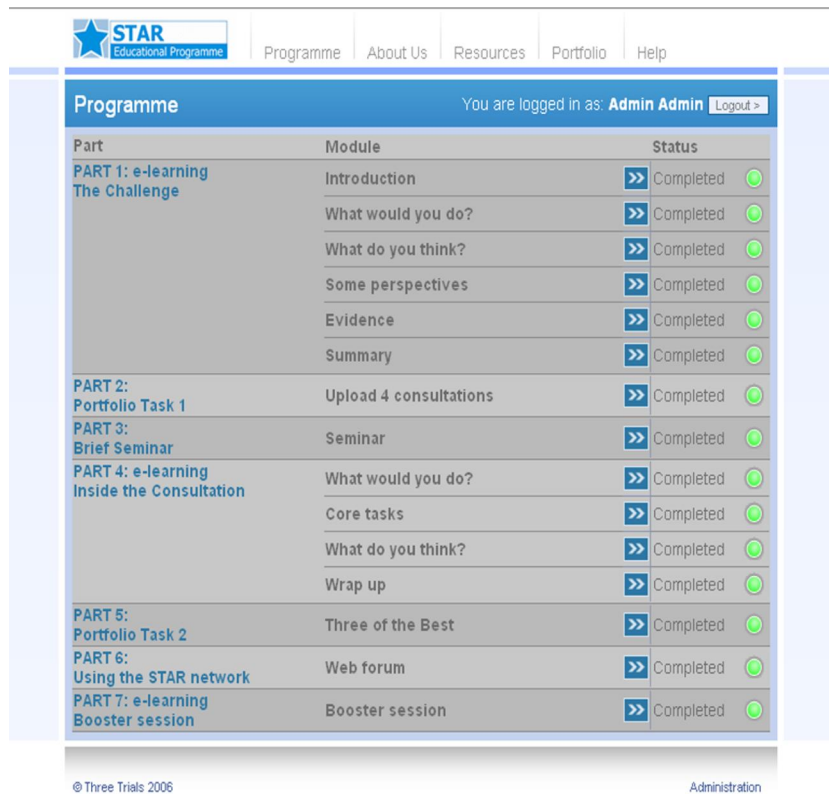 STAR
Educational Programme
Programme About Us Resources Portfolio Help
Programme You are logged in as: Admin Admin Logout >
Part Module Status
PART 1: e-learning
The Challenge
Introduction >> Completed
What would you do? >> Completed
What do you think? >> Completed
Some perspectives >> Completed
Evidence >> Completed
Summary >> Completed
PART 2:
Portfolio Task 1
Upload 4 consultations >> Completed
PART 3:
Brief Seminar
Seminar >> Completed
PART 4: e-learning
Inside the Consultation
What would you do? >> Completed
Core tasks >> Completed
What do you think? >> Completed
Wrap up >> Completed
PART 5:
Portfolio Task 2
Three of the Best >> Completed
PART 6:
Using the STAR network
Web forum >> Completed
PART 7: e-learning
Booster session
Booster session >> Completed
© Three Trials 2006 Administration